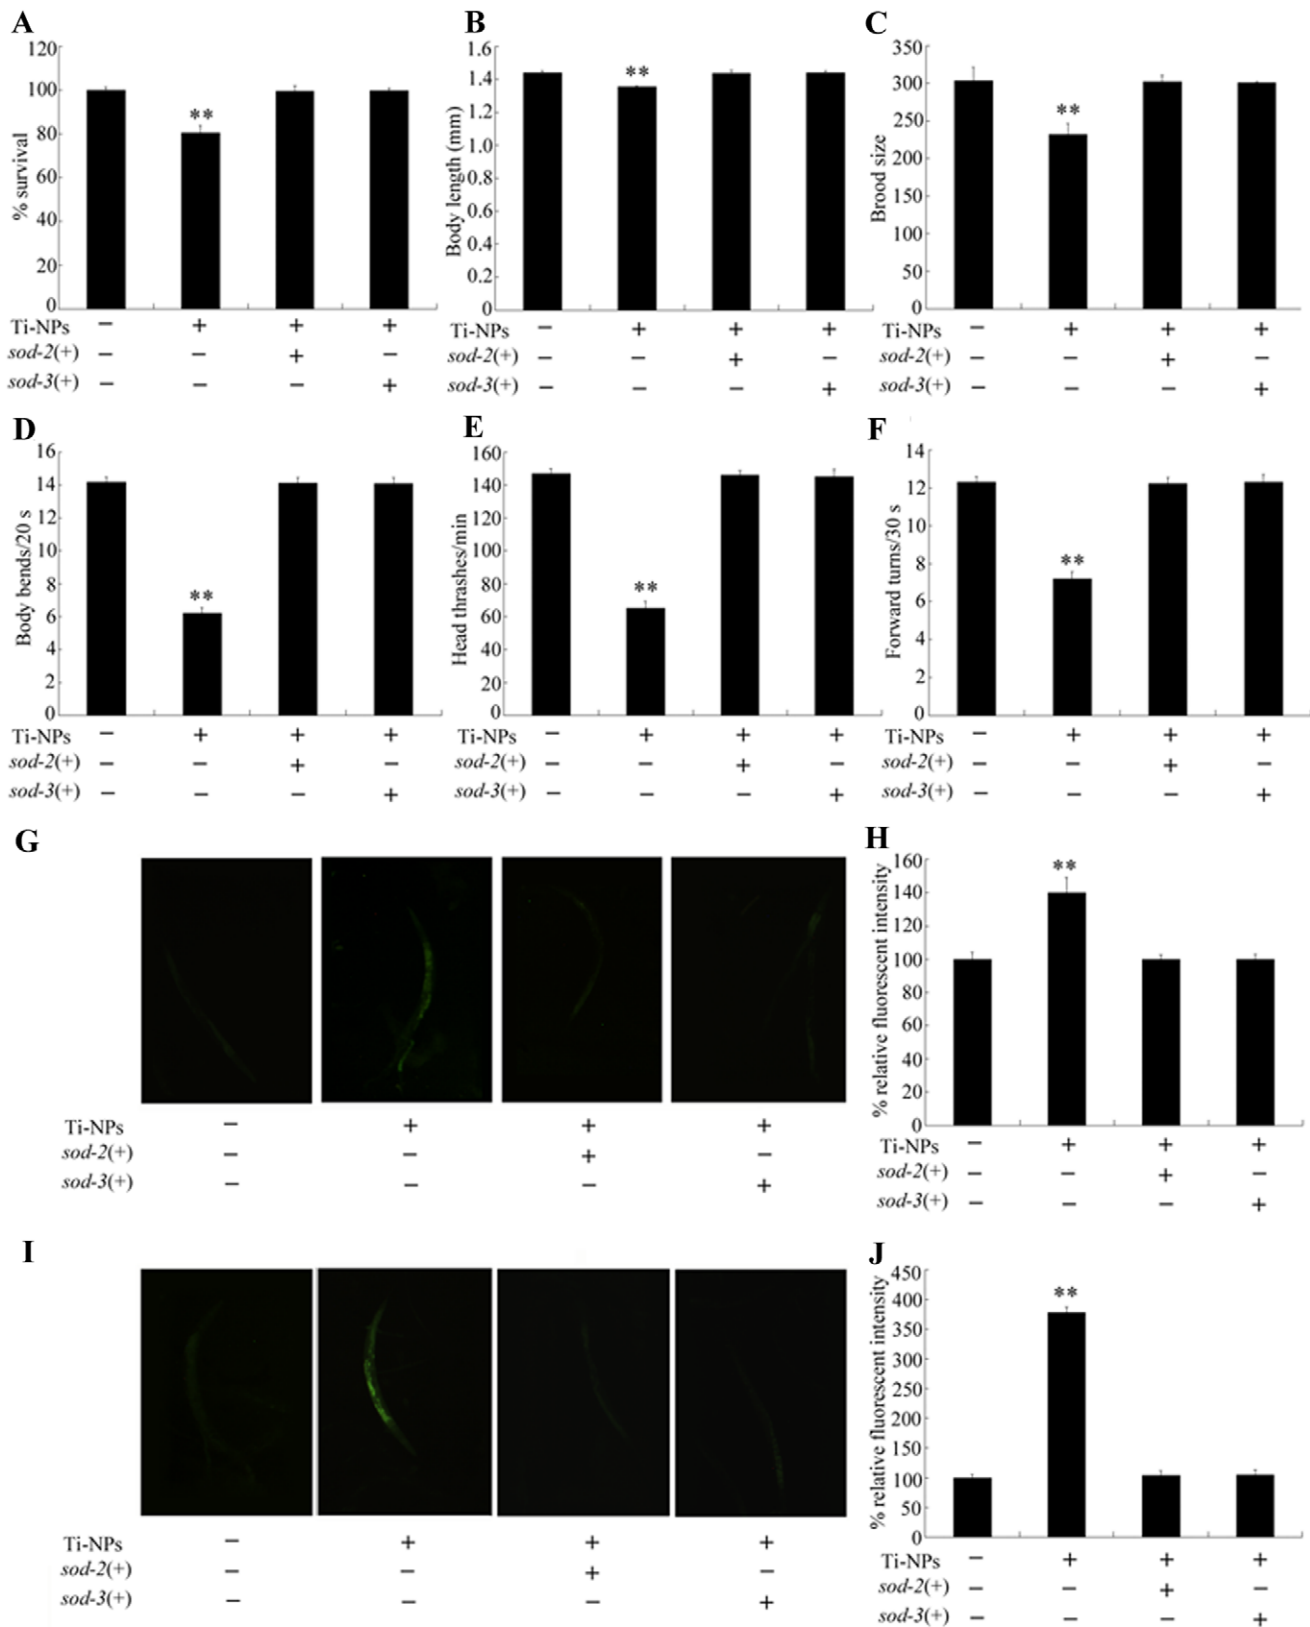 A
% survival
120
100
80
60
40
20
0
**
Ti-NPs − + + +
sod-2(+) − − + −
sod-3(+) − − − +
B
Body length (mm)
1.6
1.4
1.2
1.0
0.8
0.6
0.4
0.2
0
**
Ti-NPs − + + +
sod-2(+) − − + −
sod-3(+) − − − +
C
Brood size
350
300
250
200
150
100
50
0
**
Ti-NPs − + + +
sod-2(+) − − + −
sod-3(+) − − − +
D
Body bends/20 s
16
14
12
10
8
6
4
2
0
**
Ti-NPs − + + +
sod-2(+) − − + −
sod-3(+) − − − +
E
Head thrashes/min
160
140
120
100
80
60
40
20
0
**
Ti-NPs − + + +
sod-2(+) − − + −
sod-3(+) − − − +
F
Forward turns/30 s
14
12
10
8
6
4
2
0
**
Ti-NPs − + + +
sod-2(+) − − + −
sod-3(+) − − − +
G
Ti-NPs − + + +
sod-2(+) − − + −
sod-3(+) − − − +
H
% relative fluorescent intensity
160
140
120
100
80
60
40
20
0
**
Ti-NPs − + + +
sod-2(+) − − + −
sod-3(+) − − − +
I
Ti-NPs − + + +
sod-2(+) − − + −
sod-3(+) − − − +
J
% relative fluorescent intensity
450
400
350
300
250
200
150
100
50
0
**
Ti-NPs − + + +
sod-2(+) − − + −
sod-3(+) − − − +